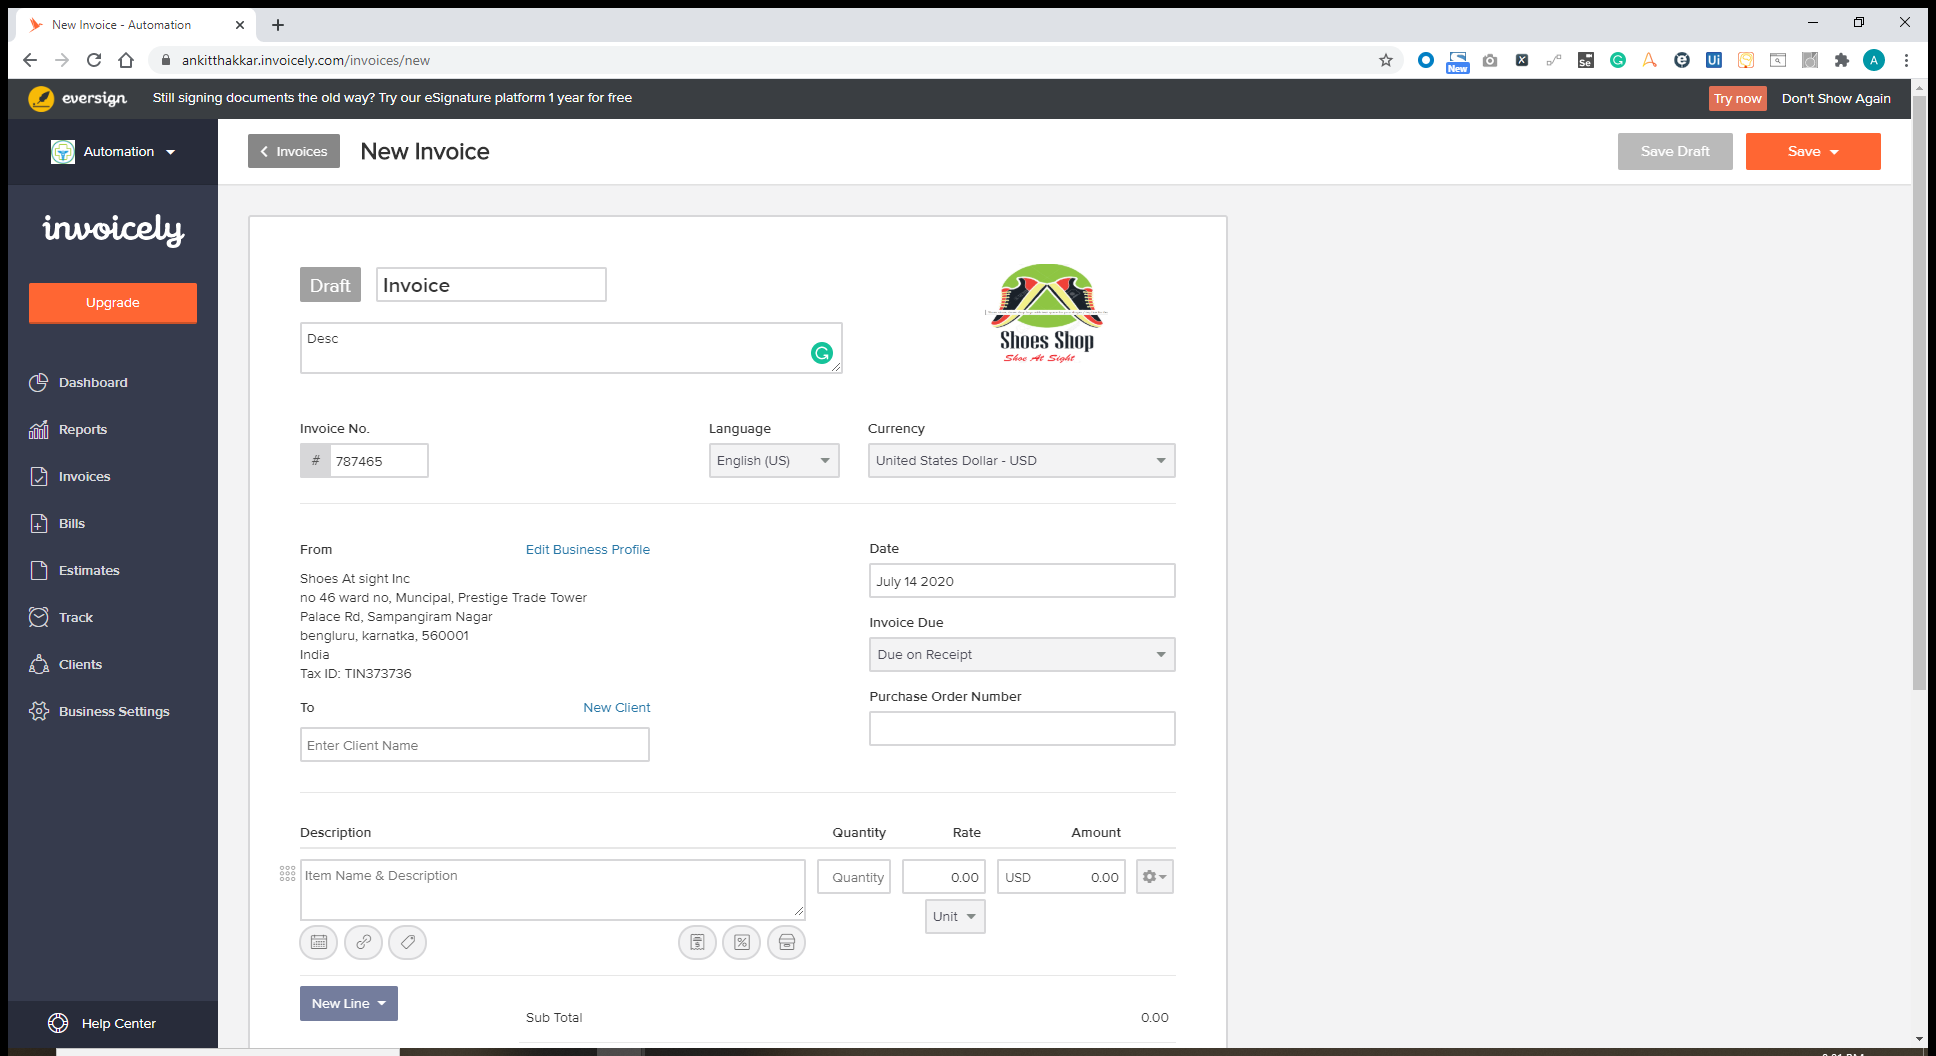 New Invoice - Automation
ankitthakkar.invoicely.com/invoices/new
New
Se
Ui
A
eversign
Still signing documents the old way? Try our eSignature platform 1 year for free
Try now
Don't Show Again
Automation
Invoices
New Invoice
Save Draft
Save
invoicely
Upgrade
Dashboard
Reports
Invoices
Bills
Estimates
Track
Clients
Business Settings
Help Center
Draft
Invoice
Desc
Shoes Shop
Shoe At Sight
Invoice No.
Language
Currency
# 787465
English (US)
United States Dollar - USD
From
Edit Business Profile
Shoes At sight Inc
no 46 ward no, Muncipal, Prestige Trade Tower
Palace Rd, Sampangiram Nagar
bengluru, karnatka, 560001
India
Tax ID: TIN373736
To
New Client
Enter Client Name
Date
July 14 2020
Invoice Due
Due on Receipt
Purchase Order Number
Description Quantity Rate Amount
Item Name & Description
Quantity
0.00
USD 0.00
Unit
New Line
Sub Total 0.00